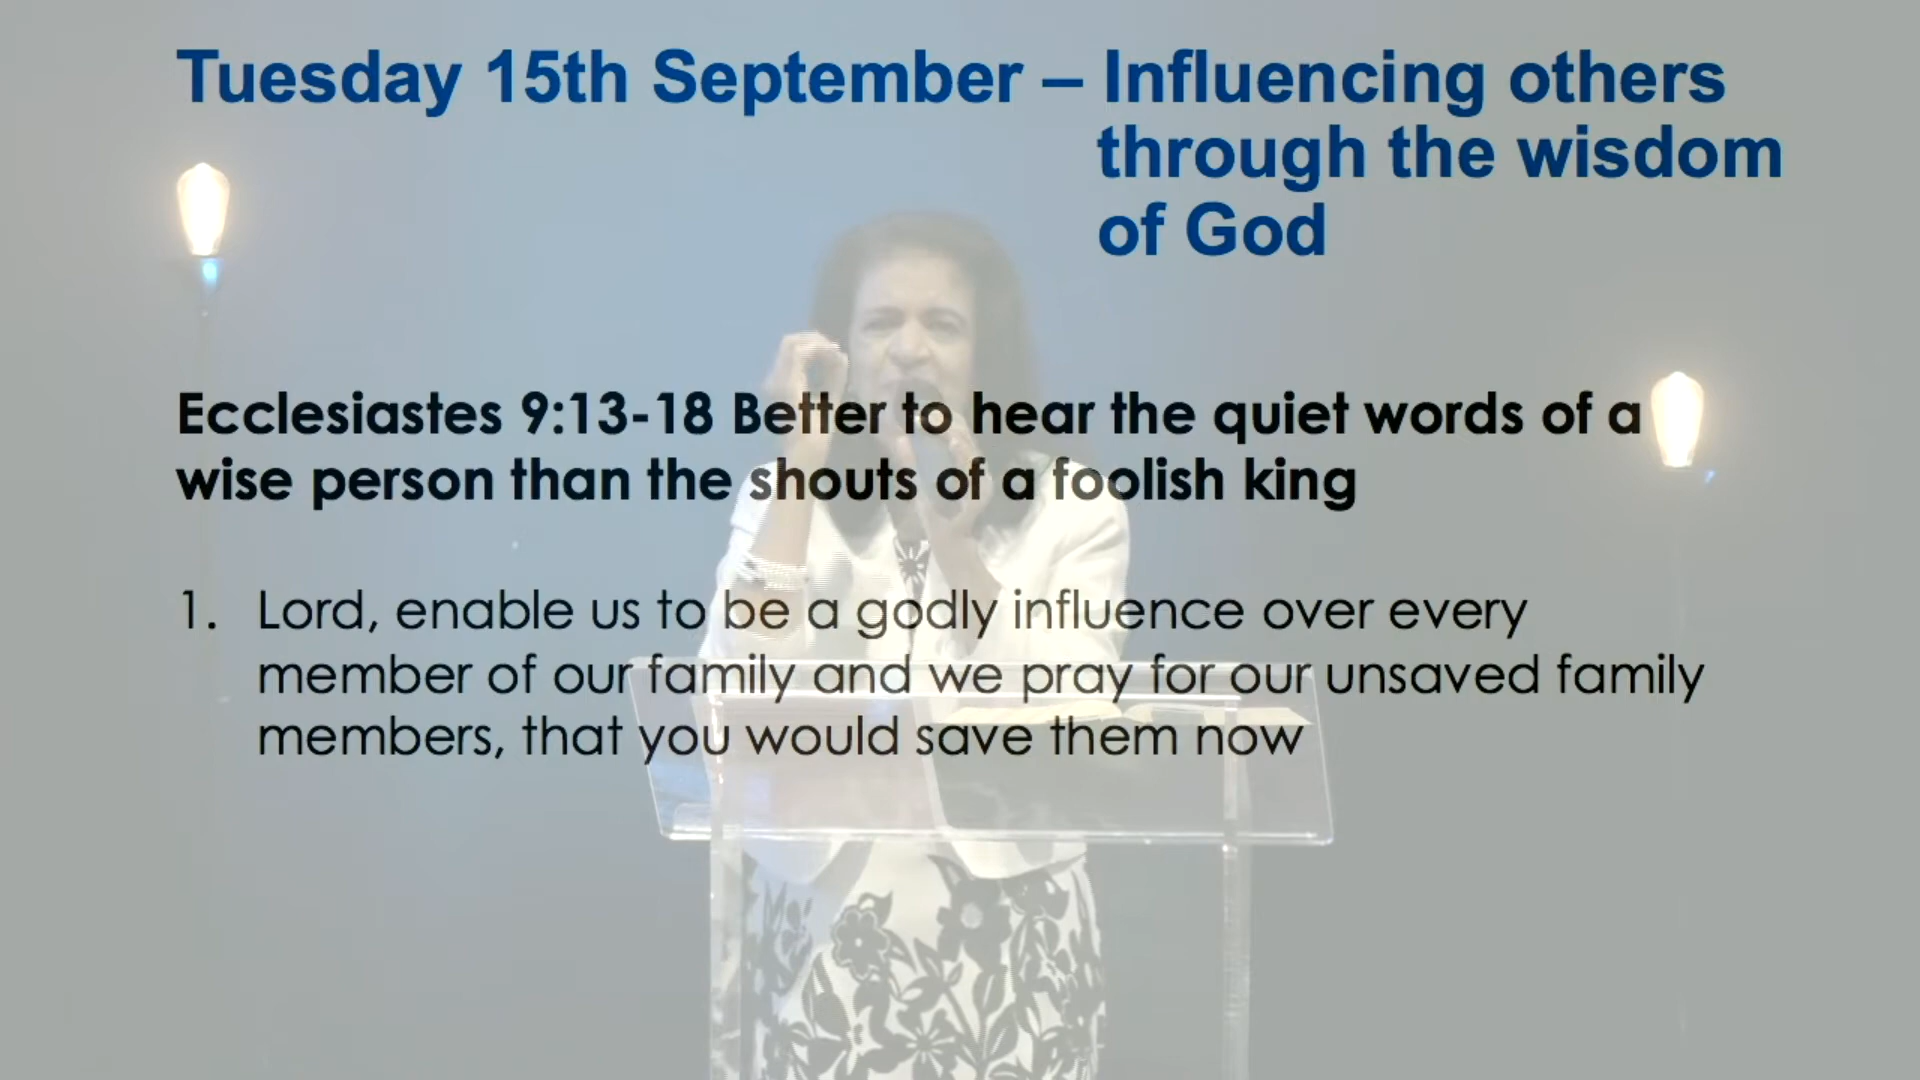 Tuesday 15th September – Influencing others
through the wisdom
of God
Ecclesiastes 9:13-18 Better to hear the quiet words of a
wise person than the shouts of a foolish king
1. Lord, enable us to be a godly influence over every
member of our family and we pray for our unsaved family
members, that you would save them now